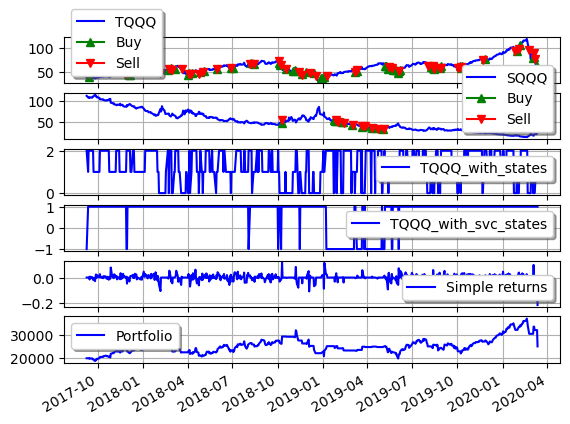 TQQQ
Buy
Sell
100
50
SQQQ
Buy
Sell
100
50
2
0
TQQQ_with_states
1
−1
TQQQ_with_svc_states
0.0
−0.2
Simple returns
30000
20000
Portfolio
2017-10 2018-01 2018-04 2018-07 2018-10 2019-01 2019-04 2019-07 2019-10 2020-01 2020-04